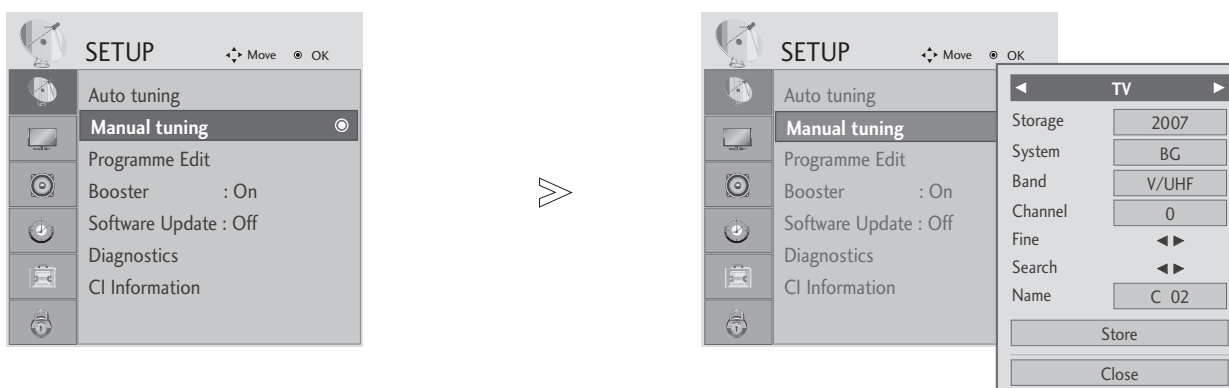 SETUP Move OK
Auto tuning
Manual tuning
Programme Edit
Booster : On
Software Update : Off
Diagnostics
CI Information
SETUP Move OK
Auto tuning
Manual tuning
Programme Edit
Booster : On
Software Update : Off
Diagnostics
CI Information
◄ TV ►
Storage 2007
System BG
Band V/UHF
Channel 0
Fine ◄►
Search ◄►
Name C 02
Store
Close